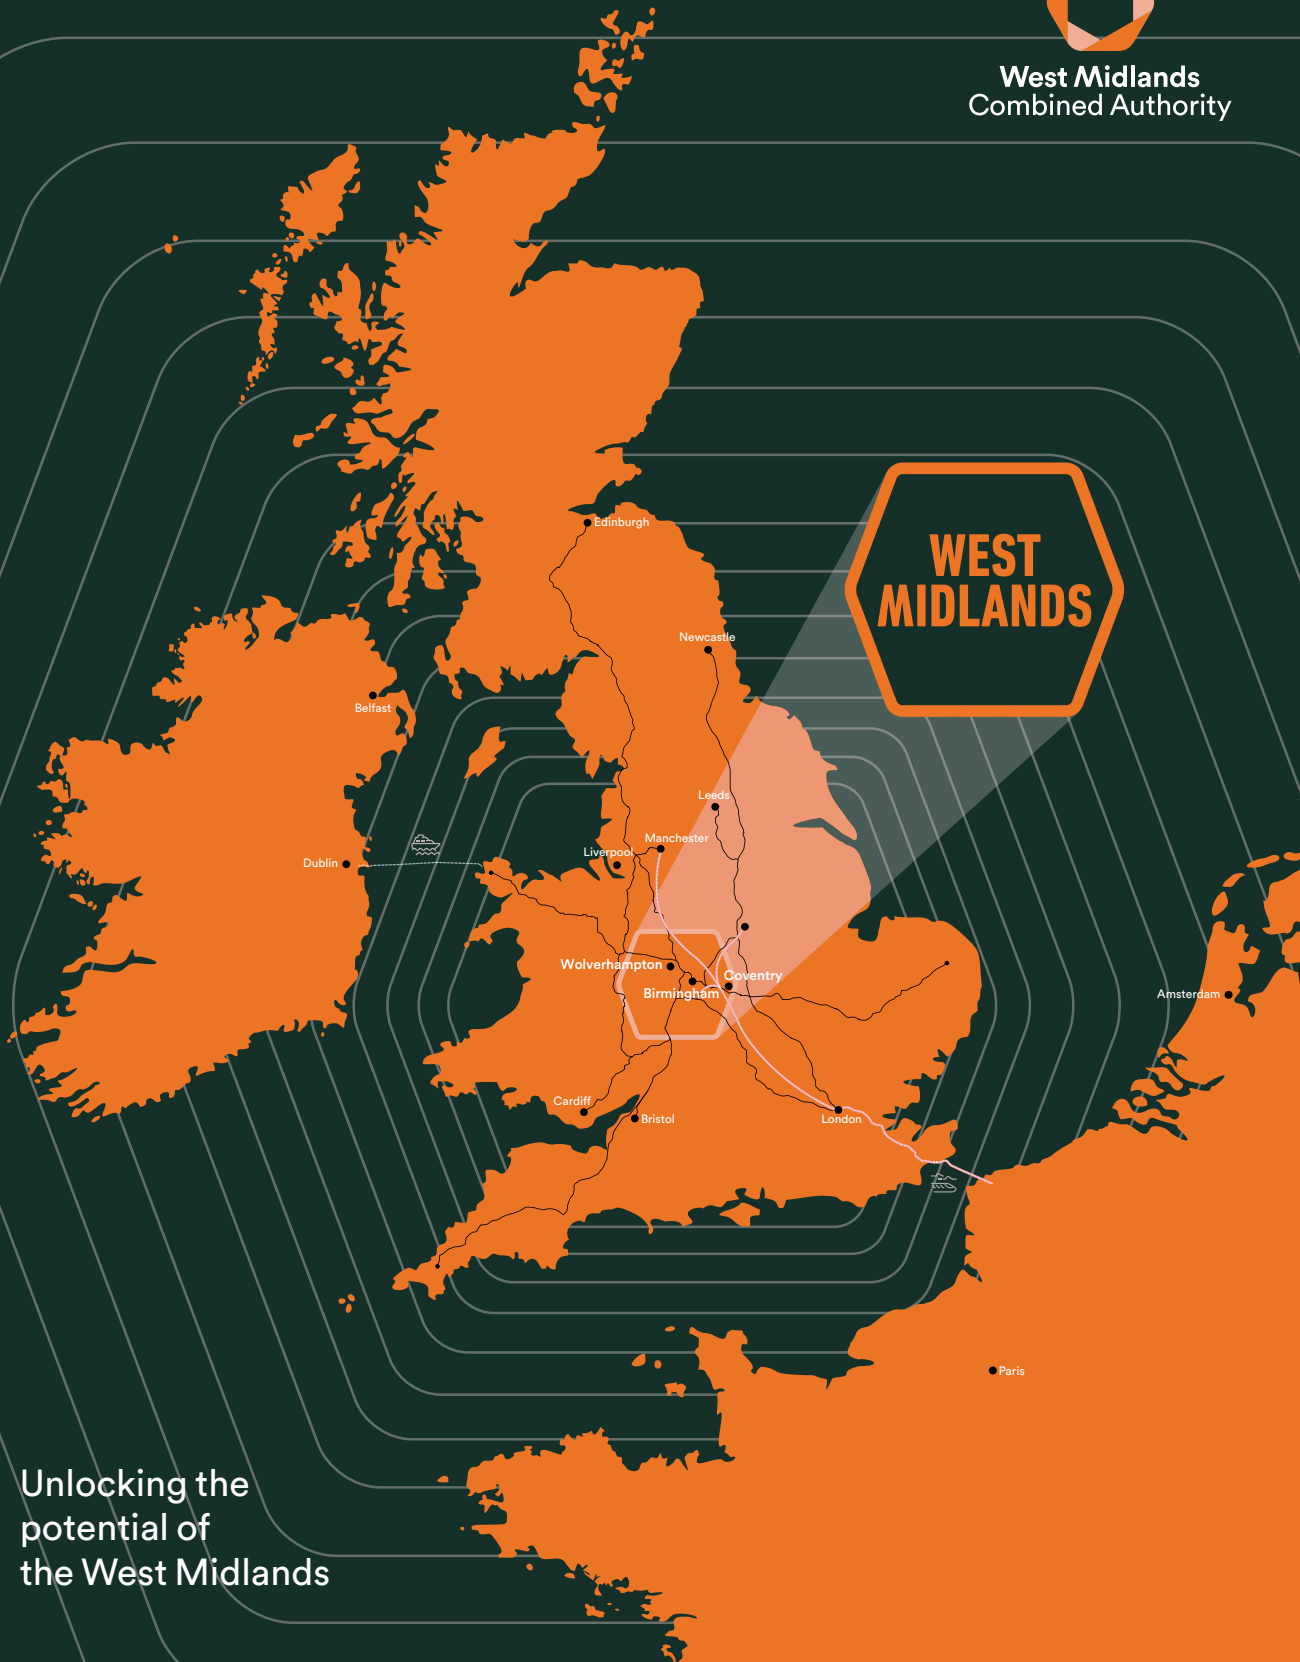 West Midlands
Combined Authority
WEST
MIDLANDS
Edinburgh
Newcastle
Belfast
Leeds
Manchester
Liverpool
Dublin
Wolverhampton
Coventry
Birmingham
Amsterdam
Cardiff
Bristol
London
Paris
Unlocking the
potential of
the West Midlands